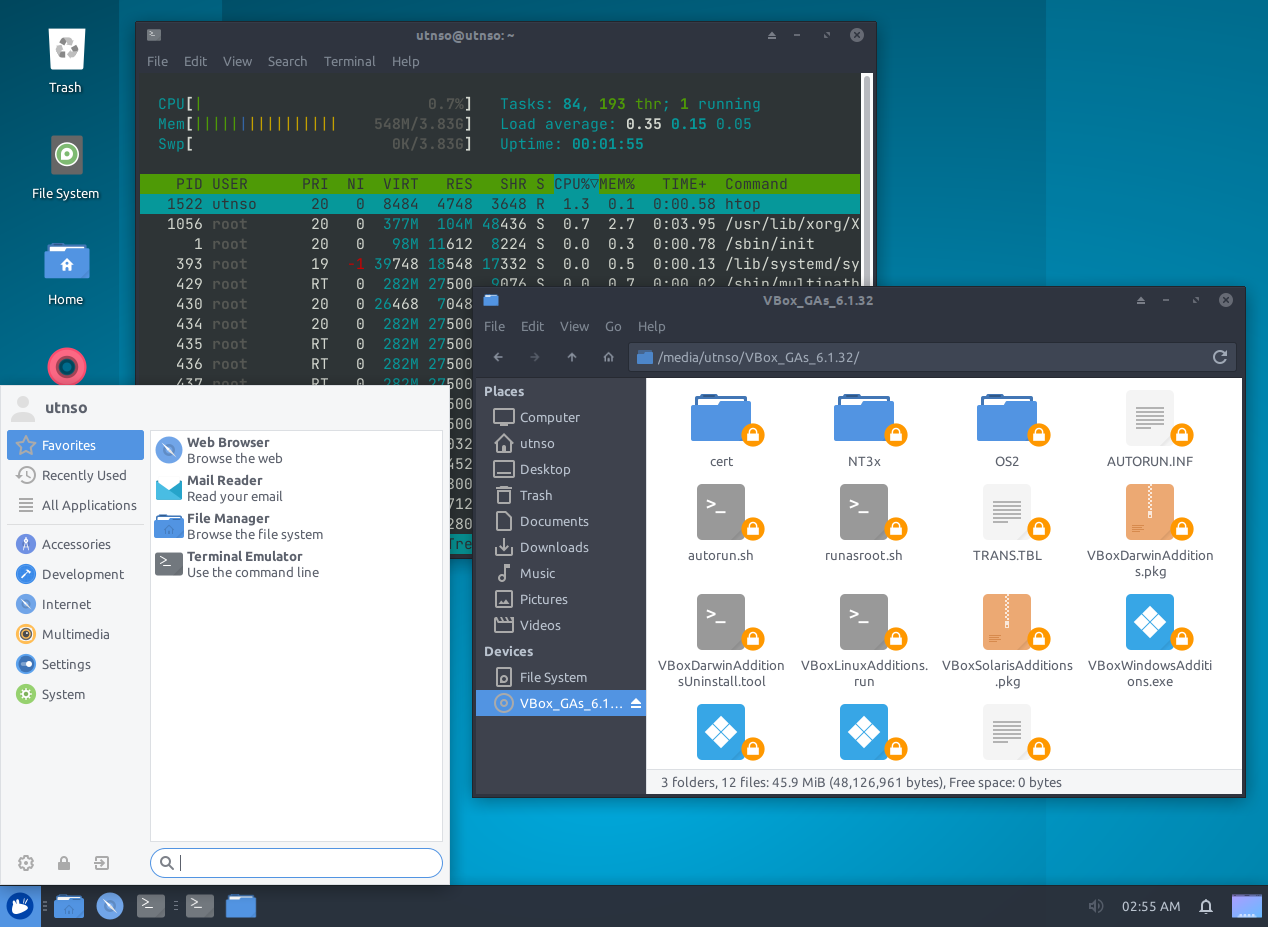 Trash
File System
Home
utnso@utnso: ~
File Edit View Search Terminal Help
CPU[| 0.7%] Tasks: 84, 193 thr; 1 running
Mem[||||||||||||||||| 548M/3.83G] Load average: 0.35 0.15 0.05
Swp[ 0K/3.83G] Uptime: 00:01:55
PID USER PRI NI VIRT RES SHR S CPU%▽MEM% TIME+ Command
1522 utnso 20 0 8484 4748 3648 R 1.3 0.1 0:00.58 htop
1056 root 20 0 377M 104M 48436 S 0.7 2.7 0:03.95 /usr/lib/xorg/X
1 root 20 0 98M 11612 8224 S 0.0 0.3 0:00.78 /sbin/init
393 root 19 -1 39748 18548 17332 S 0.0 0.5 0:00.13 /lib/systemd/sy
429 root RT 0 282M 27500 9076 S 0.0 0.7 0:00.02 /sbin/multipath
430 root 20 0 26468 7048
434 root 20 0 282M 27500
435 root RT 0 282M 27500
436 root RT 0 282M 27500
437 root RT 0 282M 27500
500
500
032
452
800
712
280
Tre
VBox_GAs_6.1.32
File Edit View Go Help
/media/utnso/VBox_GAs_6.1.32/
Places
Computer
utnso
Desktop
Trash
Documents
Downloads
Music
Pictures
Videos
Devices
File System
VBox_GAs_6.1...
cert
NT3x
OS2
AUTORUN.INF
autorun.sh
runasroot.sh
TRANS.TBL
VBoxDarwinAddition
s.pkg
VBoxDarwinAddition
sUninstall.tool
VBoxLinuxAdditions.
run
VBoxSolarisAdditions
.pkg
VBoxWindowsAdditi
ons.exe
3 folders, 12 files: 45.9 MiB (48,126,961 bytes), Free space: 0 bytes
utnso
Favorites
Recently Used
All Applications
Accessories
Development
Internet
Multimedia
Settings
System
Web Browser
Browse the web
Mail Reader
Read your email
File Manager
Browse the file system
Terminal Emulator
Use the command line
02:55 AM